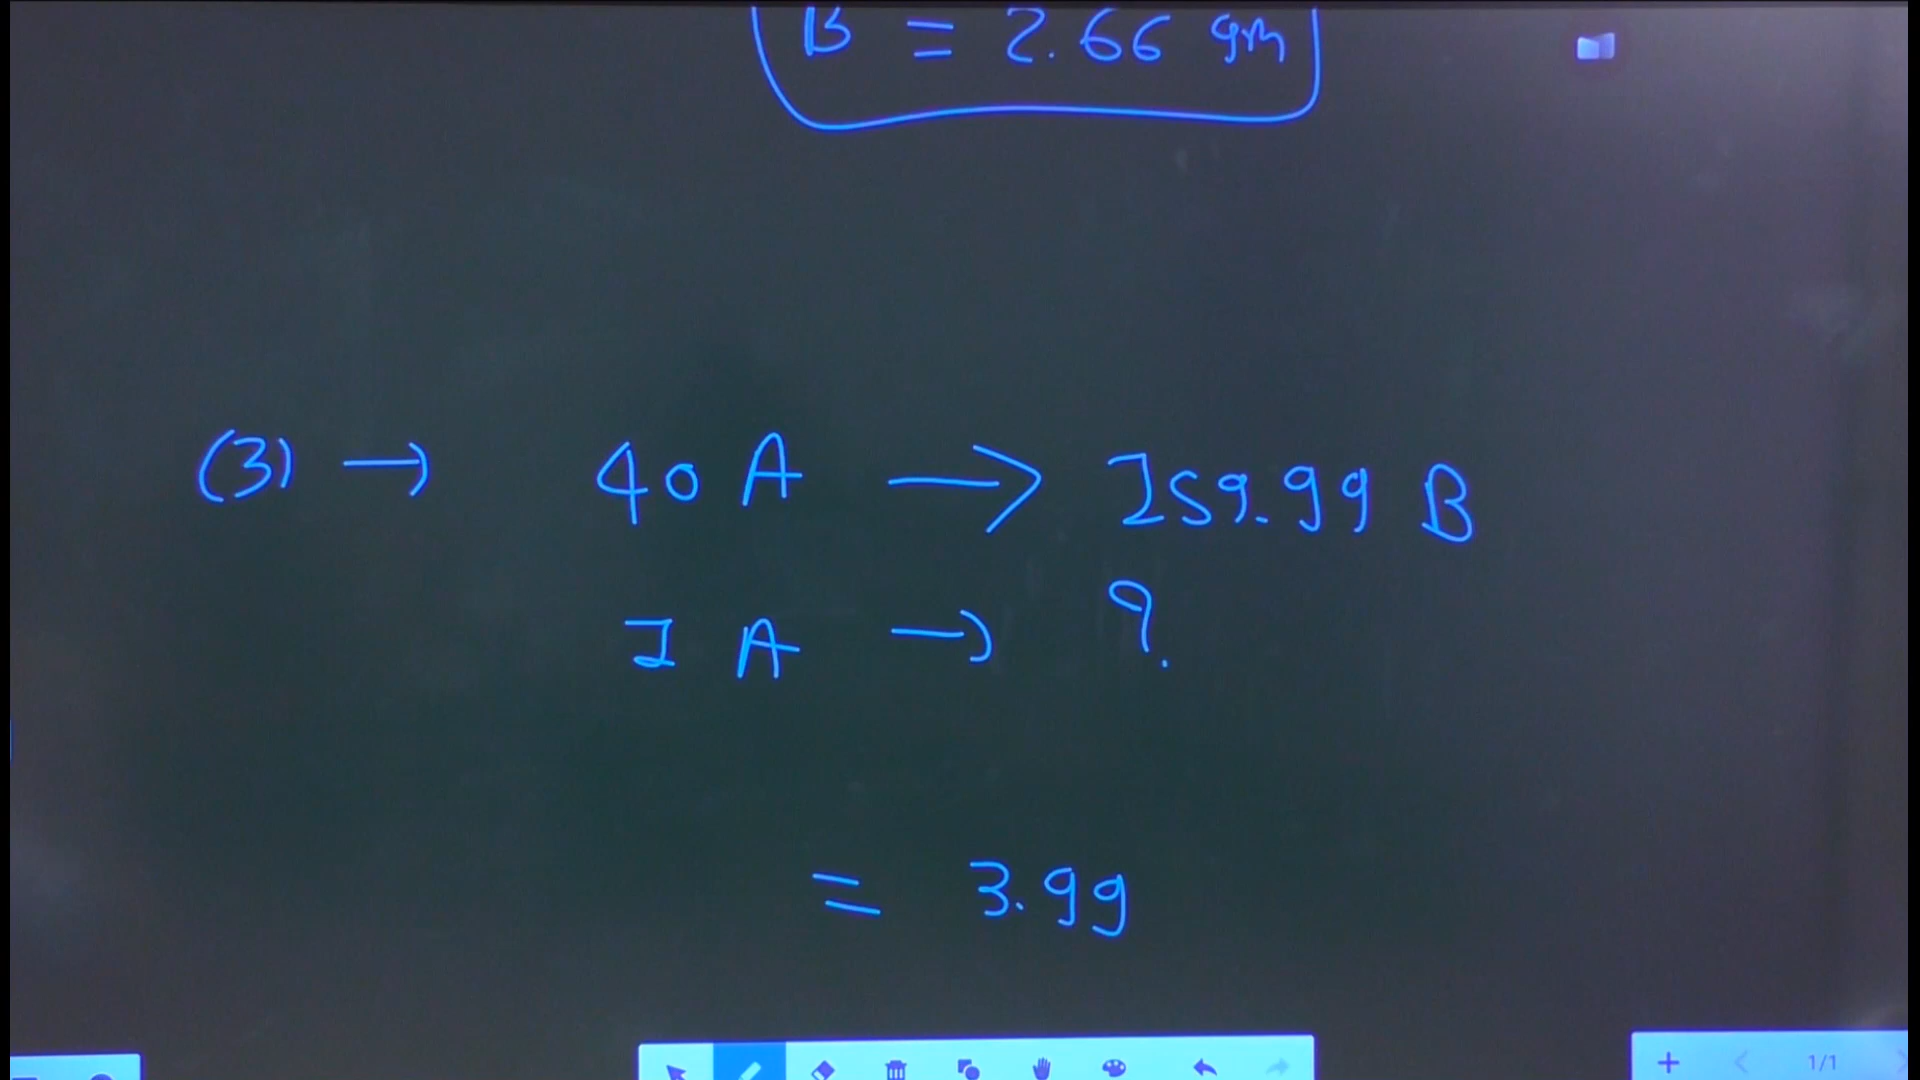 B = 2.66 gm
(3) → 40 A → 159.99 B
1 A → ?
= 3.99
1/1